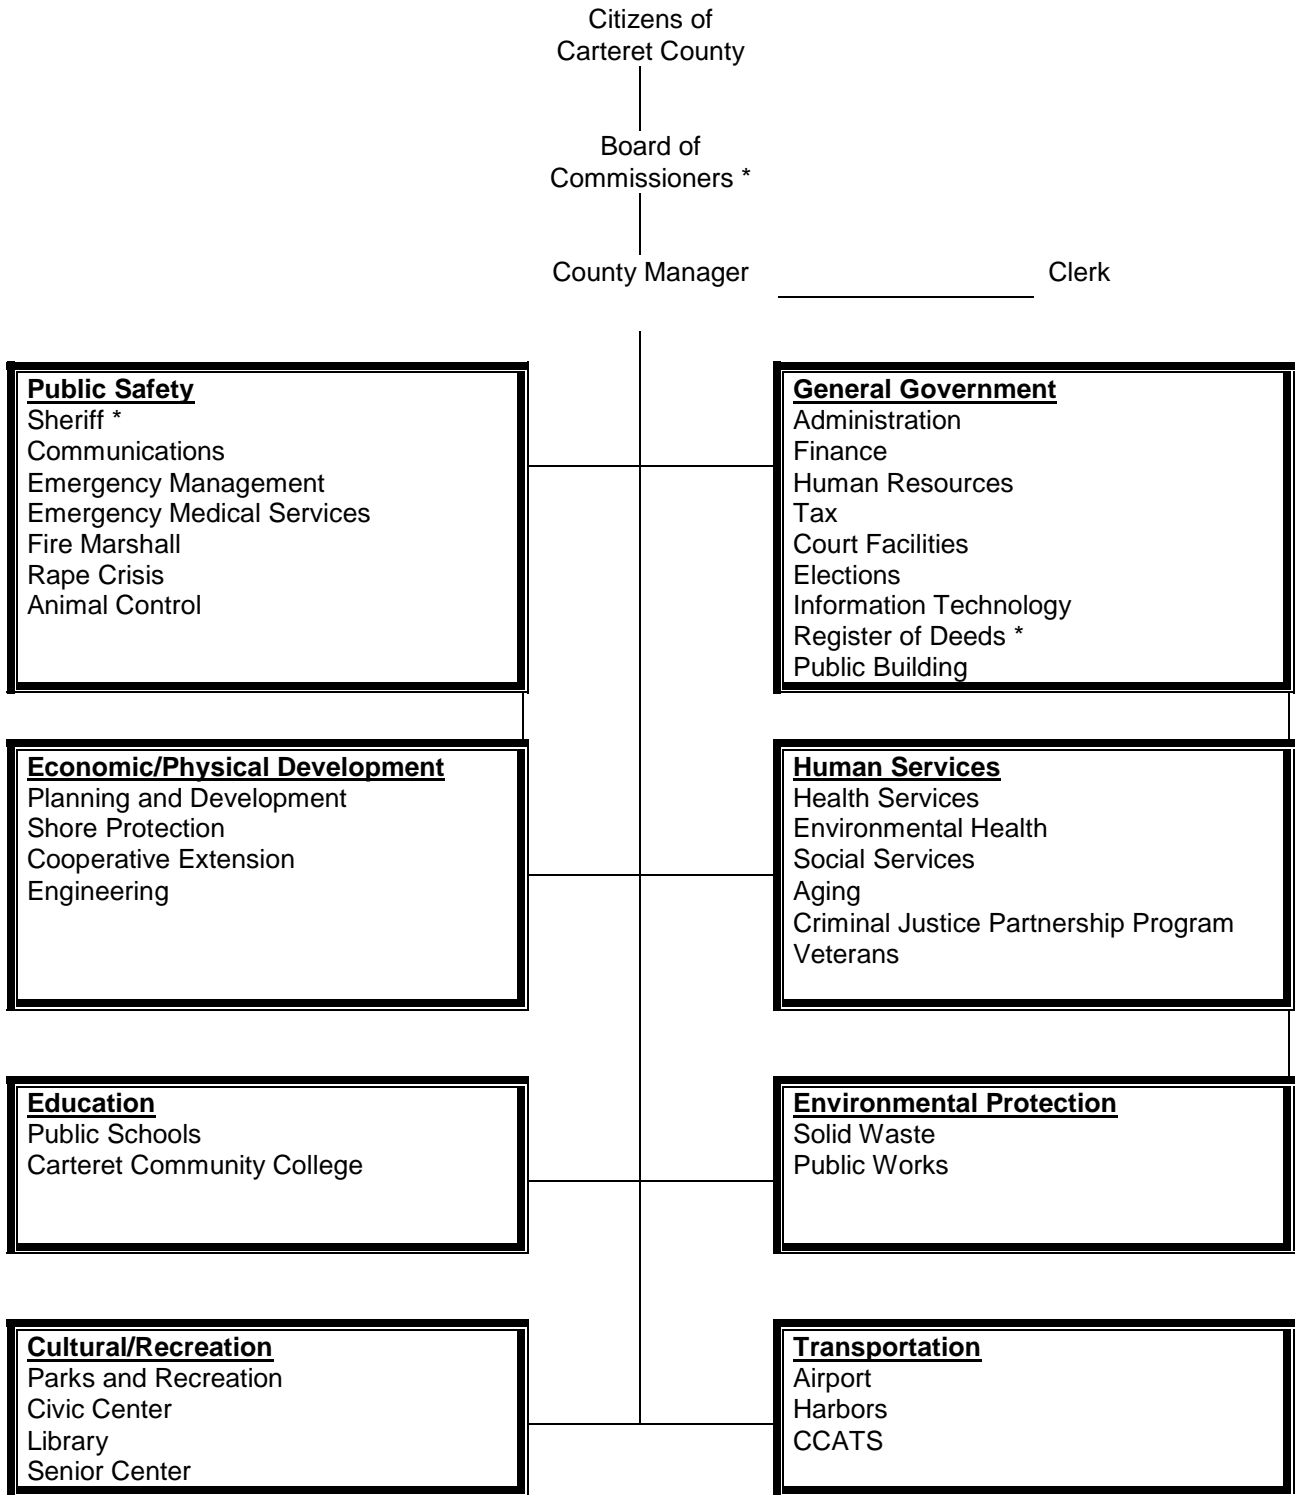 Citizens of
Carteret County
Board of
Commissioners *
County Manager
Clerk
Public Safety
Sheriff *
Communications
Emergency Management
Emergency Medical Services
Fire Marshall
Rape Crisis
Animal Control
General Government
Administration
Finance
Human Resources
Tax
Court Facilities
Elections
Information Technology
Register of Deeds *
Public Building
Economic/Physical Development
Planning and Development
Shore Protection
Cooperative Extension
Engineering
Human Services
Health Services
Environmental Health
Social Services
Aging
Criminal Justice Partnership Program
Veterans
Education
Public Schools
Carteret Community College
Environmental Protection
Solid Waste
Public Works
Cultural/Recreation
Parks and Recreation
Civic Center
Library
Senior Center
Transportation
Airport
Harbors
CCATS